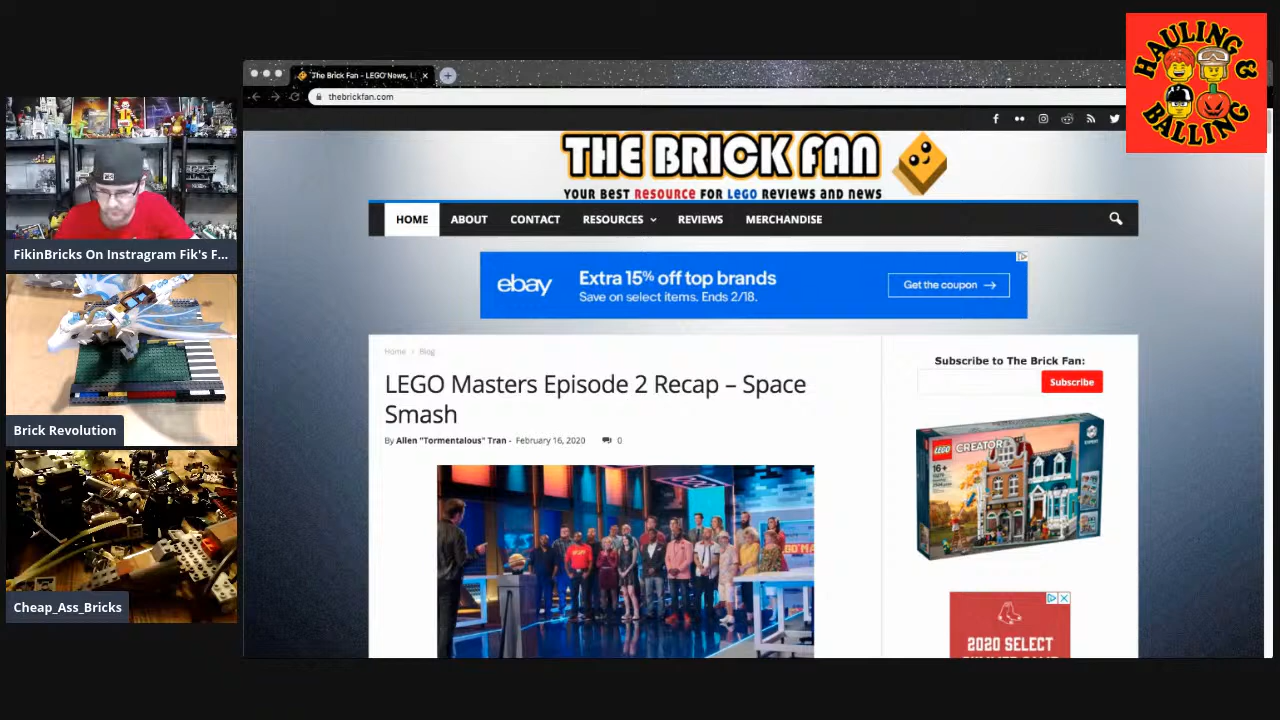 HAULING &
BALLING
The Brick Fan - LEGO News, 
thebrickfan.com
THE BRICK FAN
YOUR BEST RESOURCE FOR LEGO REVIEWS AND NEWS
HOME ABOUT CONTACT RESOURCES REVIEWS MERCHANDISE
ebay
Extra 15% off top brands
Save on select items. Ends 2/18.
Get the coupon →
Home › Blog
LEGO Masters Episode 2 Recap – Space
Smash
By Allen "Tormentalous" Tran - February 16, 2020 0
Subscribe to The Brick Fan:
Subscribe
LEGO CREATOR
16+
2020 SELECT
FikinBricks On Instragram Fik's F...
Brick Revolution
Cheap_Ass_Bricks